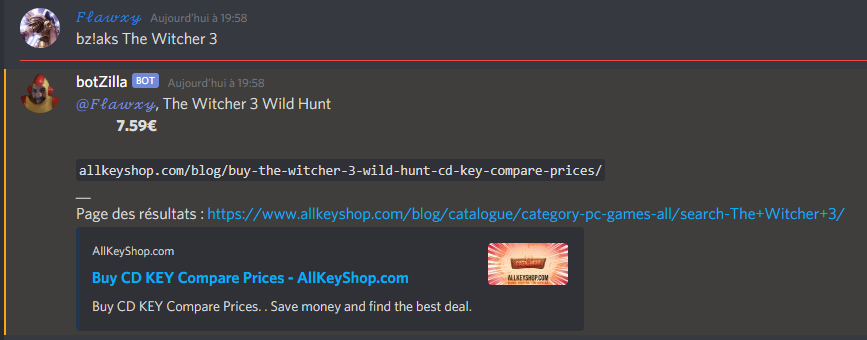 𝓕𝓵𝓪𝔀𝔁𝔂 Aujourd'hui à 19:58
bz!aks The Witcher 3
botZilla BOT Aujourd'hui à 19:58
@𝓕𝓵𝓪𝔀𝔁𝔂, The Witcher 3 Wild Hunt
7.59€
allkeyshop.com/blog/buy-the-witcher-3-wild-hunt-cd-key-compare-prices/
__
Page des résultats : https://www.allkeyshop.com/blog/catalogue/category-pc-games-all/search-The+Witcher+3/
AllKeyShop.com
Buy CD KEY Compare Prices - AllKeyShop.com
Buy CD KEY Compare Prices. . Save money and find the best deal.
ALLKEYSHOP.COM